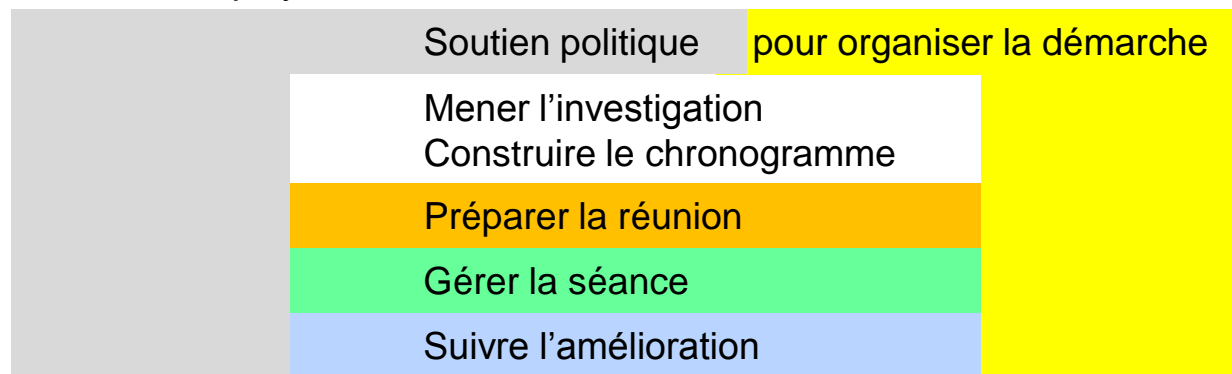 Soutien politique pour organiser la démarche
Mener l’investigation
Construire le chronogramme
Préparer la réunion
Gérer la séance
Suivre l’amélioration